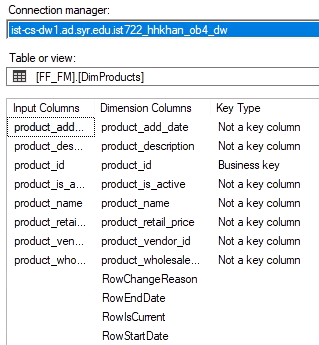 Connection manager:
ist-cs-dw1.ad.syr.edu.ist722_hhkhan_ob4_dw
Table or view:
[FF_FM].[DimProducts]
Input Columns Dimension Columns Key Type
product_add... product_add_date Not a key column
product_des... product_description Not a key column
product_id product_id Business key
product_is_a... product_is_active Not a key column
product_name product_name Not a key column
product_retai... product_retail_price Not a key column
product_ven... product_vendor_id Not a key column
product_who... product_wholesale... Not a key column
RowChangeReason
RowEndDate
RowIsCurrent
RowStartDate